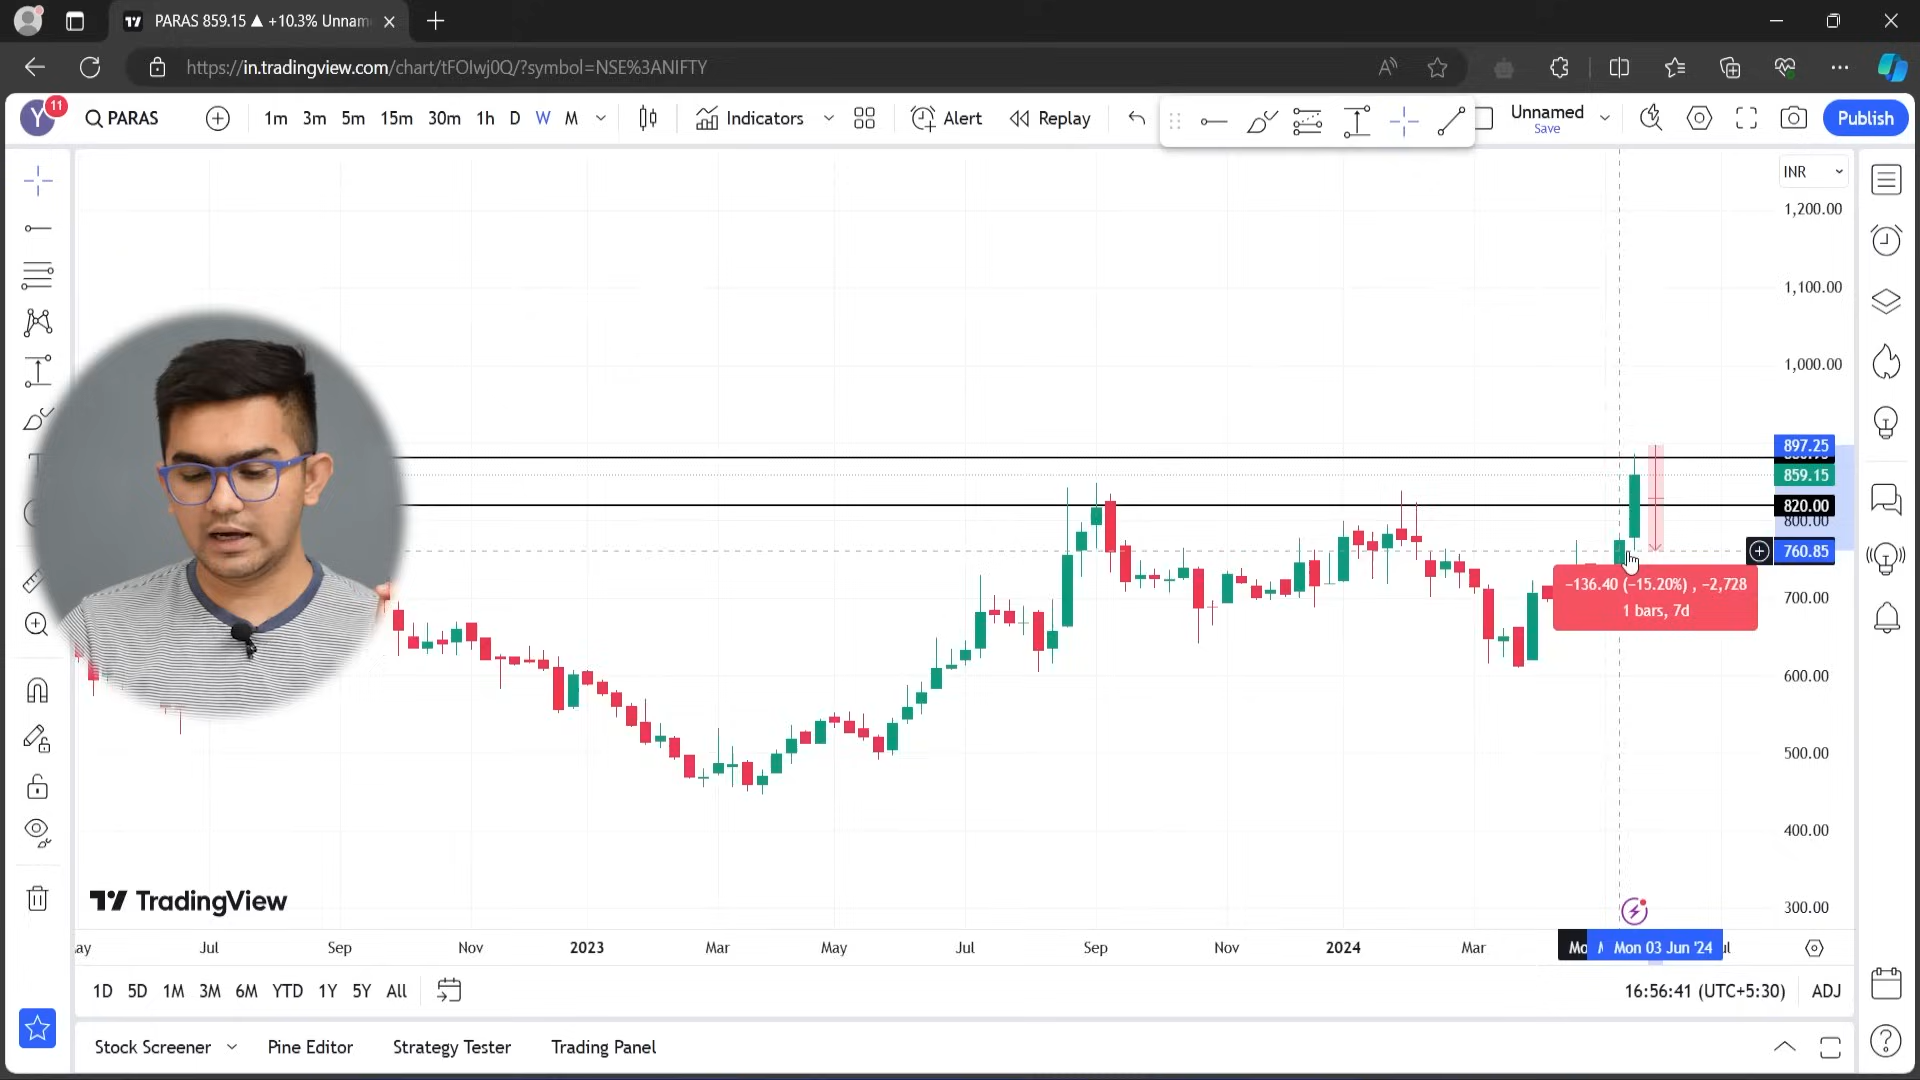 PARAS 859.15 ▲ +10.3% Unnam
https://in.tradingview.com/chart/tFOIwj0Q/?symbol=NSE%3ANIFTY
Y 11 PARAS 1m 3m 5m 15m 30m 1h D W M Indicators Alert Replay Unnamed Save Publish
INR
1,200.00
1,100.00
1,000.00
897.25
859.15
820.00
800.00
760.85
−136.40 (−15.20%) , −2,728
1 bars, 7d
700.00
600.00
500.00
400.00
300.00
TradingView
Jul Sep Nov 2023 Mar May Jul Sep Nov 2024 Mar Mo Mon 03 Jun '24
1D 5D 1M 3M 6M YTD 1Y 5Y All 16:56:41 (UTC+5:30) ADJ
Stock Screener Pine Editor Strategy Tester Trading Panel